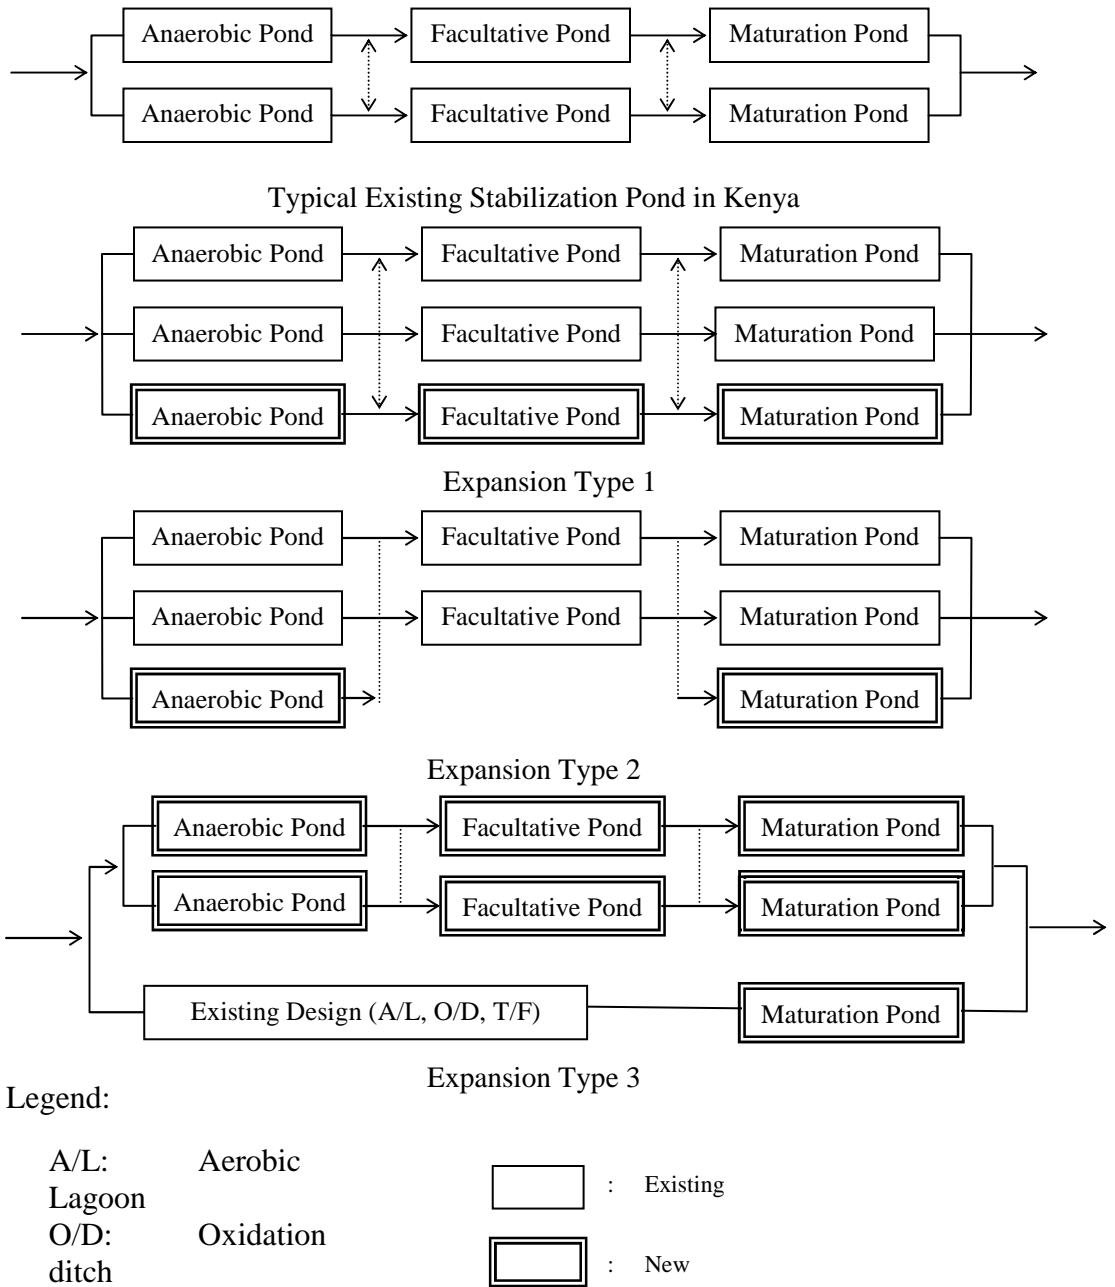 Anaerobic Pond Facultative Pond Maturation Pond
Anaerobic Pond Facultative Pond Maturation Pond
Typical Existing Stabilization Pond in Kenya
Anaerobic Pond Facultative Pond Maturation Pond
Anaerobic Pond Facultative Pond Maturation Pond
Anaerobic Pond Facultative Pond Maturation Pond
Expansion Type 1
Anaerobic Pond Facultative Pond Maturation Pond
Anaerobic Pond Facultative Pond Maturation Pond
Anaerobic Pond Maturation Pond
Expansion Type 2
Anaerobic Pond Facultative Pond Maturation Pond
Anaerobic Pond Facultative Pond Maturation Pond
Existing Design (A/L, O/D, T/F) Maturation Pond
Expansion Type 3
Legend:
A/L: Aerobic
Lagoon
: Existing
O/D: Oxidation
ditch
: New